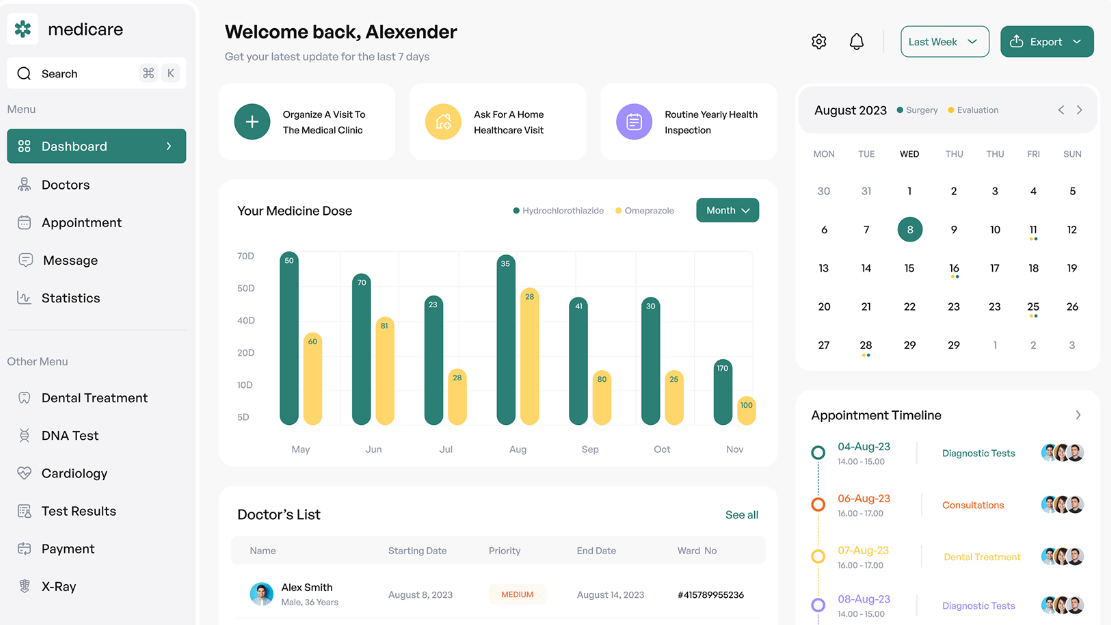 medicare
Search ⌘ K
Menu
Dashboard
Doctors
Appointment
Message
Statistics
Other Menu
Dental Treatment
DNA Test
Cardiology
Test Results
Payment
X-Ray
Welcome back, Alexender
Get your latest update for the last 7 days
Last Week
Export
Organize A Visit To
The Medical Clinic
Ask For A Home
Healthcare Visit
Routine Yearly Health
Inspection
Your Medicine Dose
Hydrochlorothiazide Omeprazole
Month
70D
50D
40D
20D
10D
5D
50 60
70 81
23 28
35 28
41 80
30 25
170 100
May Jun Jul Aug Sep Oct Nov
Doctor's List
See all
Name Starting Date Priority End Date Ward No
Alex Smith
Male, 36 Years
August 8, 2023 MEDIUM August 14, 2023 #415789955236
August 2023 Surgery Evaluation
MON TUE WED THU THU FRI SUN
30 31 1 2 3 4 5
6 7 8 9 10 11 12
13 14 15 16 17 18 19
20 21 22 23 23 25 26
27 28 29 29 1 2 3
Appointment Timeline
04-Aug-23
14.00 - 15.00
Diagnostic Tests
06-Aug-23
16.00 - 17.00
Consultations
07-Aug-23
16.00 - 17.00
Dental Treatment
08-Aug-23
14.00 - 15.00
Diagnostic Tests